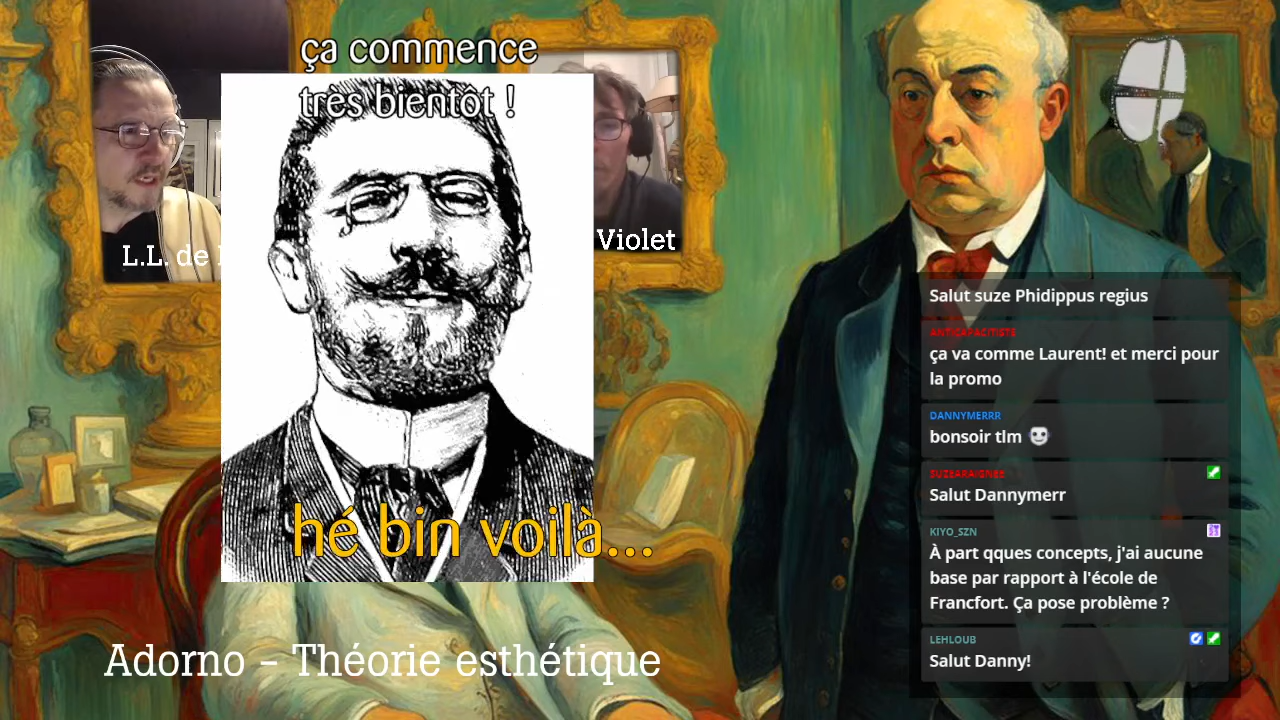 ça commence
très bientôt !
L.L. de
Violet
hé bin voilà...
Adorno – Théorie esthétique
Salut suze Phidippus regius
ANTICAPACITISTE
ça va comme Laurent! et merci pour
la promo
DANNYMERRR
bonsoir tlm
SUZEARAIGNEE
Salut Dannymerr
KIYO_SZN
À part qques concepts, j'ai aucune
base par rapport à l'école de
Francfort. Ça pose problème ?
LEHLOUB
Salut Danny!